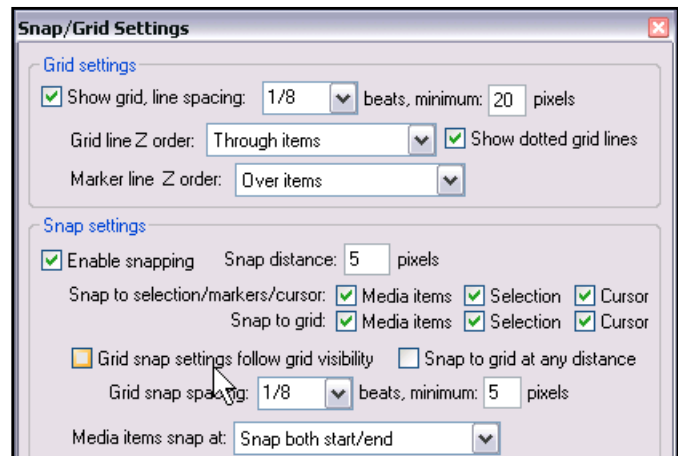 Snap/Grid Settings
Grid settings
Show grid, line spacing: 1/8 beats, minimum: 20 pixels
Grid line Z order: Through items Show dotted grid lines
Marker line Z order: Over items
Snap settings
Enable snapping Snap distance: 5 pixels
Snap to selection/markers/cursor: Media items Selection Cursor
Snap to grid: Media items Selection Cursor
Grid snap settings follow grid visibility Snap to grid at any distance
Grid snap spacing: 1/8 beats, minimum: 5 pixels
Media items snap at: Snap both start/end